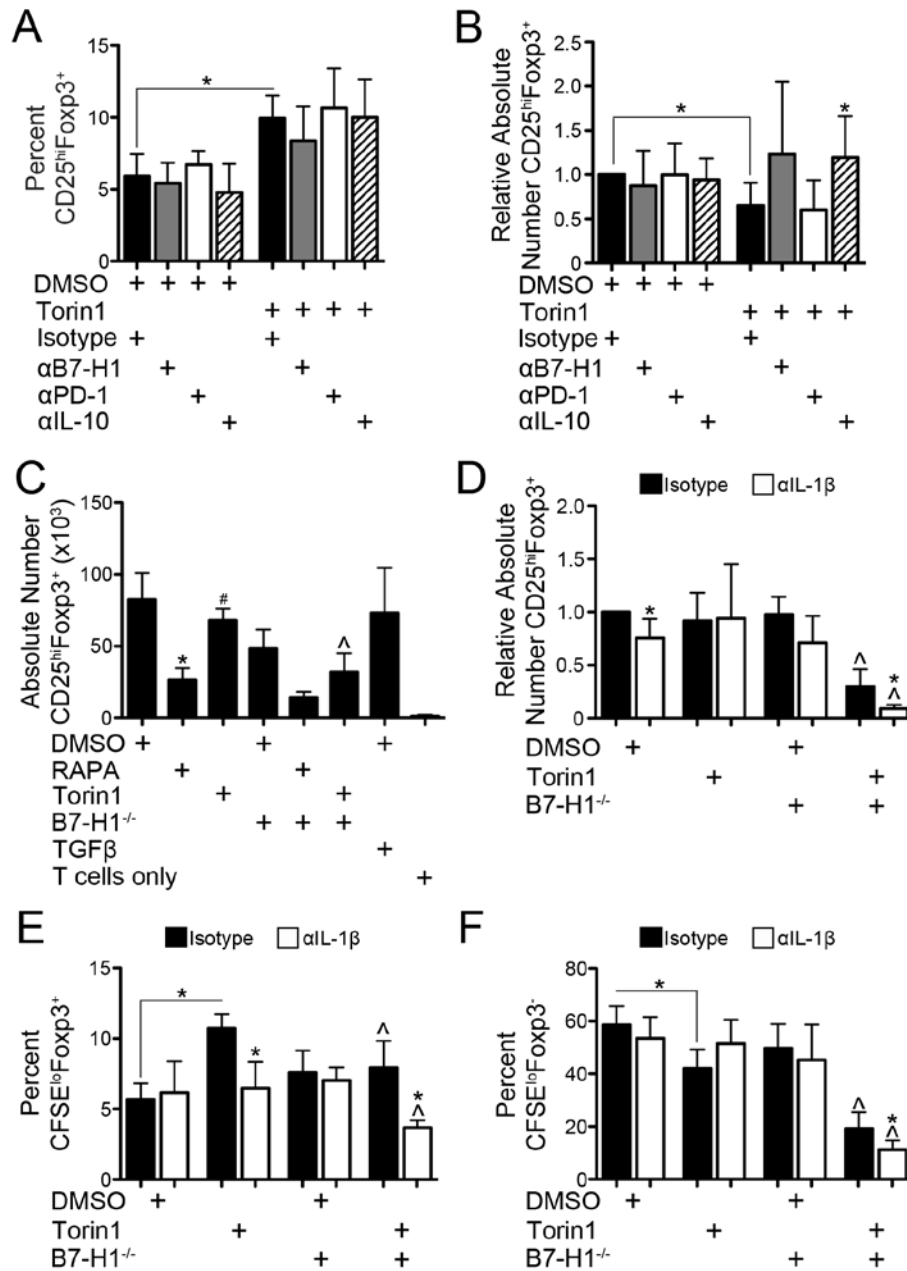 A
Percent
CD25ʰⁱFoxp3⁺
15
10
5
0
*
DMSO + + + +
Torin1 + + + +
Isotype + +
αB7-H1 + +
αPD-1 + +
αIL-10 + +
B
Relative Absolute
Number CD25ʰⁱFoxp3⁺
2.5
2.0
1.5
1.0
0.5
0
* *
DMSO + + + +
Torin1 + + + +
Isotype + +
αB7-H1 + +
αPD-1 + +
αIL-10 + +
C
Absolute Number
CD25ʰⁱFoxp3⁺ (x10³)
150
100
50
0
* # ^
DMSO + + +
RAPA + +
Torin1 + +
B7-H1⁻/⁻ + + +
TGFβ +
T cells only +
D
Isotype αIL-1β
Relative Absolute
Number CD25ʰⁱFoxp3⁺
2.0
1.5
1.0
0.5
0
* ^ *
^
DMSO + +
Torin1 + +
B7-H1⁻/⁻ + +
E
Isotype αIL-1β
Percent
CFSEˡᵒFoxp3⁺
15
10
5
0
* * ^ *
^
DMSO + +
Torin1 + +
B7-H1⁻/⁻ + +
F
Isotype αIL-1β
Percent
CFSEˡᵒFoxp3⁻
80
60
40
20
0
* ^ *
^
DMSO + +
Torin1 + +
B7-H1⁻/⁻ + +